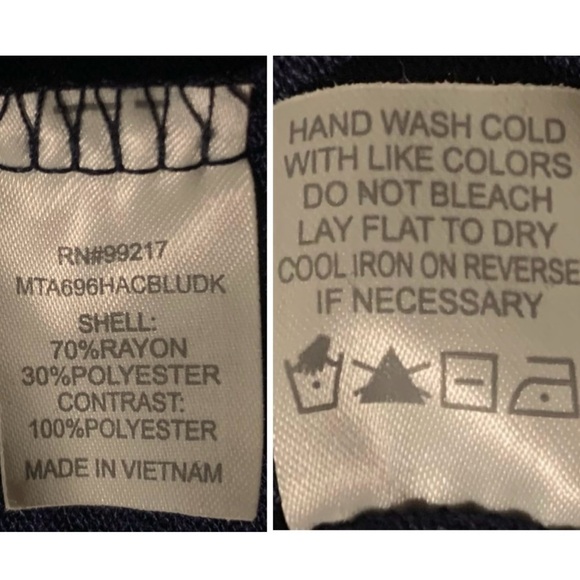 RN#99217
MTA696HACBLUDK
SHELL:
70%RAYON
30%POLYESTER
CONTRAST:
100%POLYESTER
MADE IN VIETNAM
HAND WASH COLD
WITH LIKE COLORS
DO NOT BLEACH
LAY FLAT TO DRY
COOL IRON ON REVERSE
IF NECESSARY